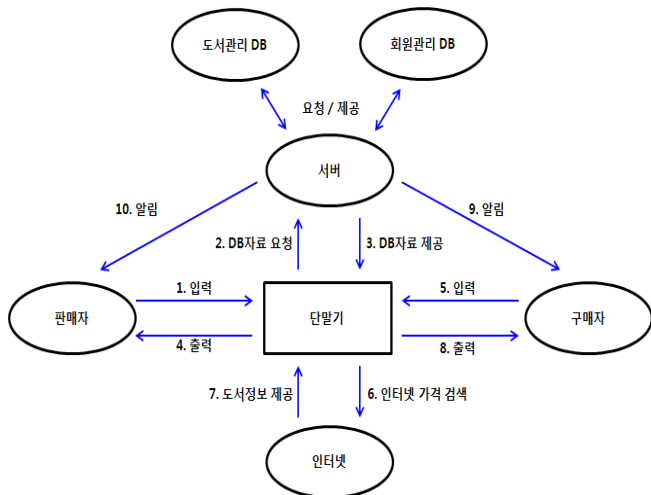 도서관리 DB
회원관리 DB
요청 / 제공
서버
10. 알림
9. 알림
2. DB자료 요청
3. DB자료 제공
1. 입력
5. 입력
판매자
단말기
구매자
4. 출력
8. 출력
7. 도서정보 제공
6. 인터넷 가격 검색
인터넷